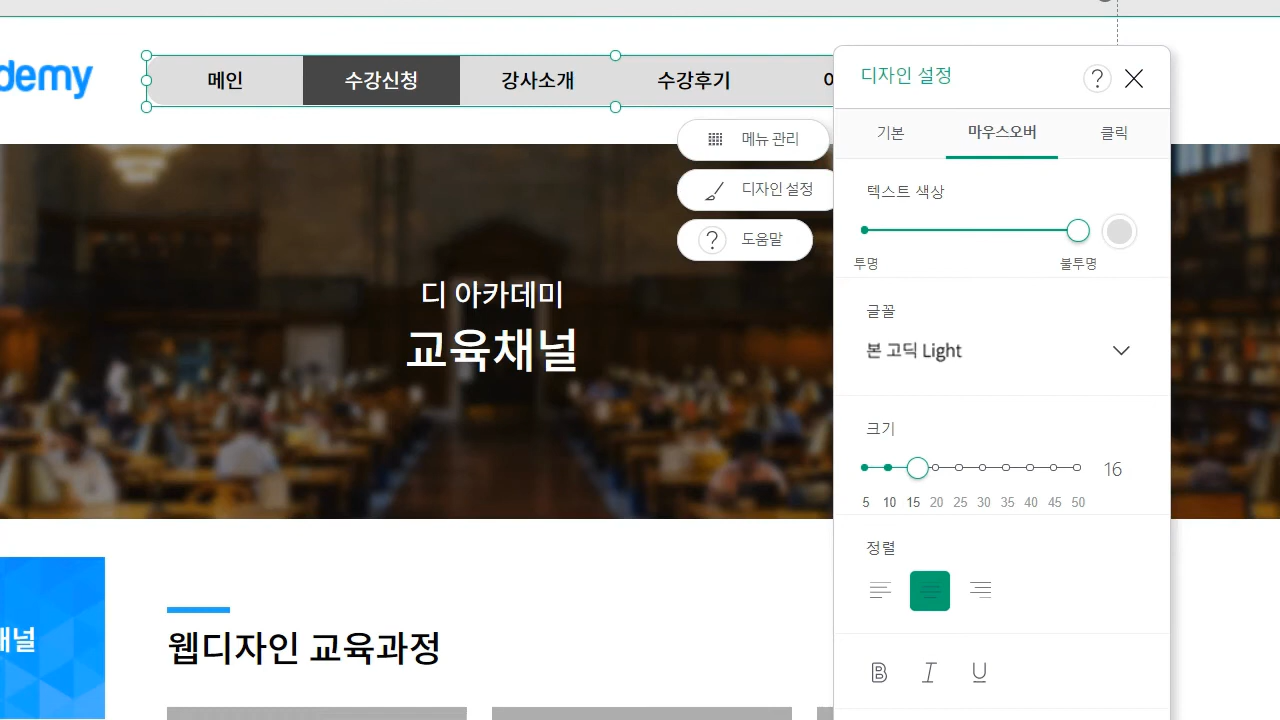 demy
메인
수강신청
강사소개
수강후기
메뉴 관리
디자인 설정
?
도움말
디 아카데미
교육채널
채널
웹디자인 교육과정
디자인 설정
?
기본
마우스오버
클릭
텍스트 색상
투명
불투명
글꼴
본 고딕 Light
크기
16
5 10 15 20 25 30 35 40 45 50
정렬
B I U